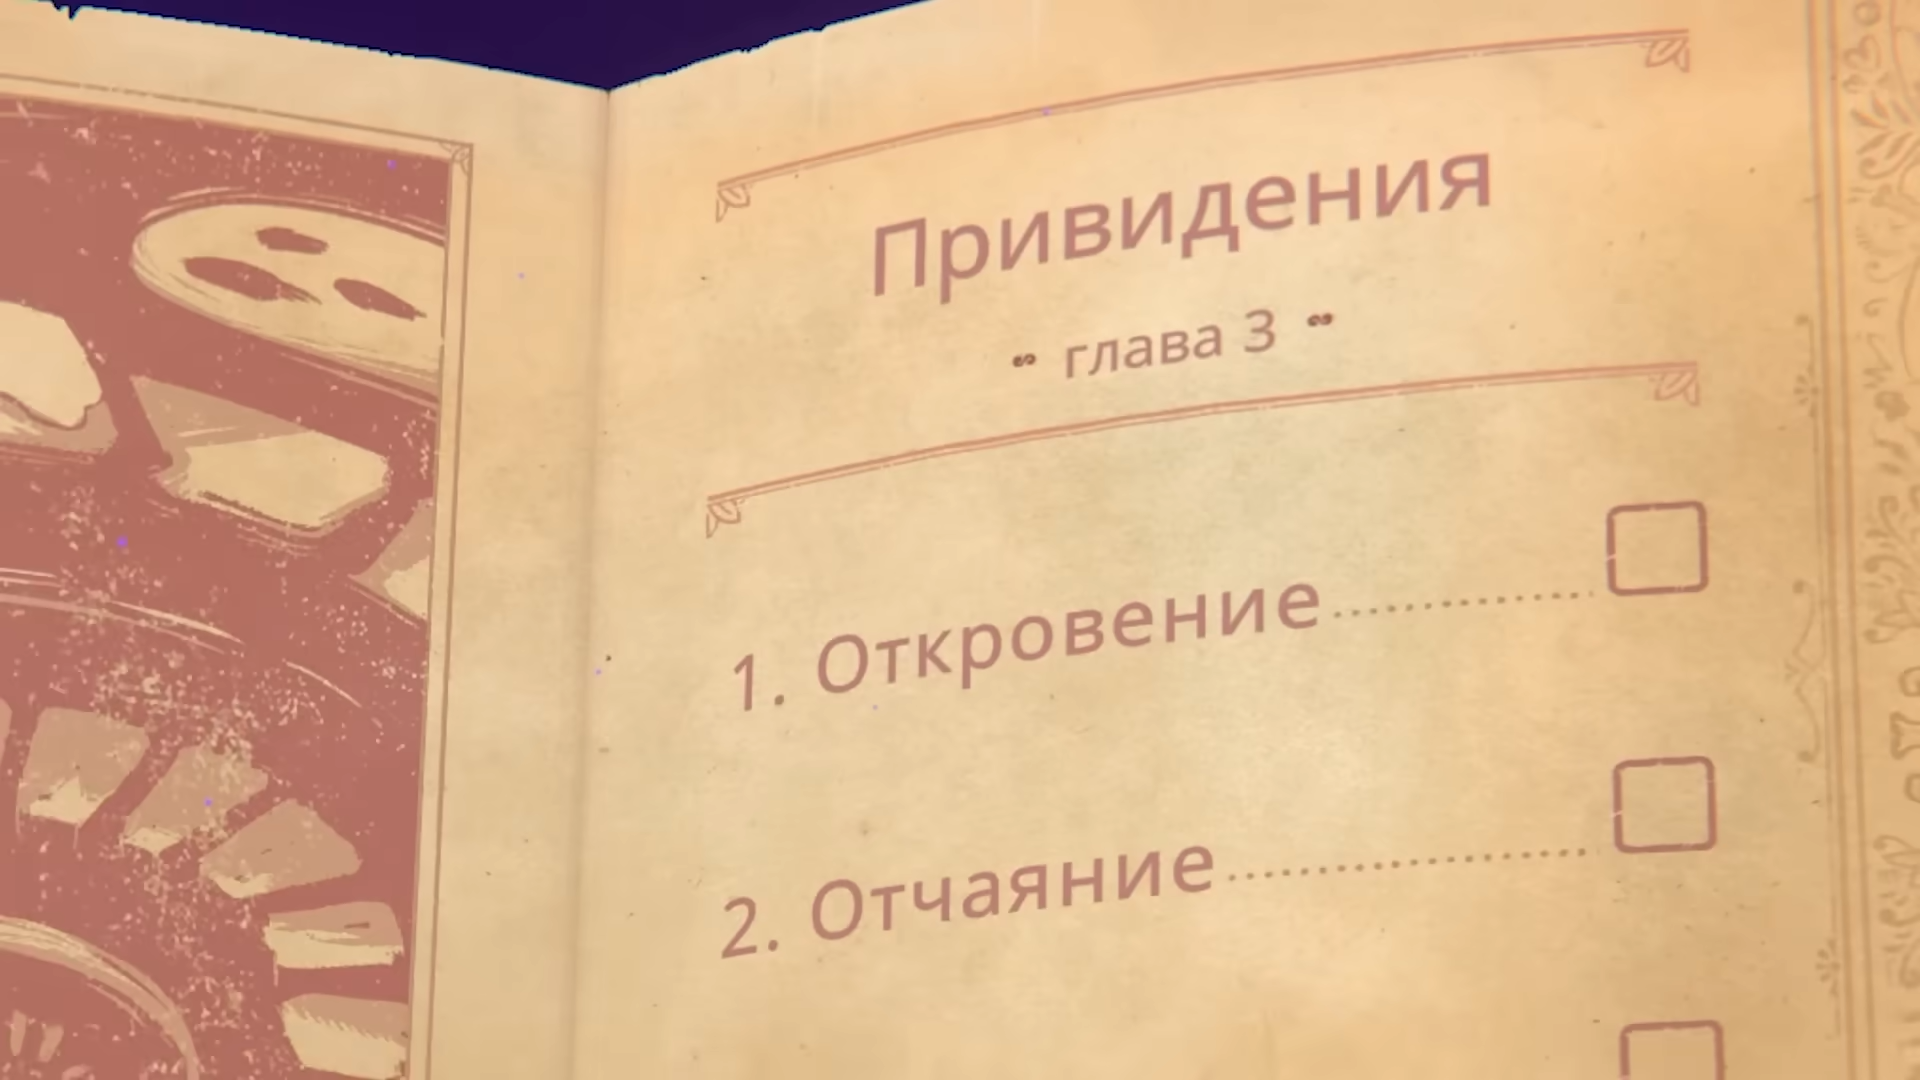 Привидения
глава 3
1. Откровение
2. Отчаяние